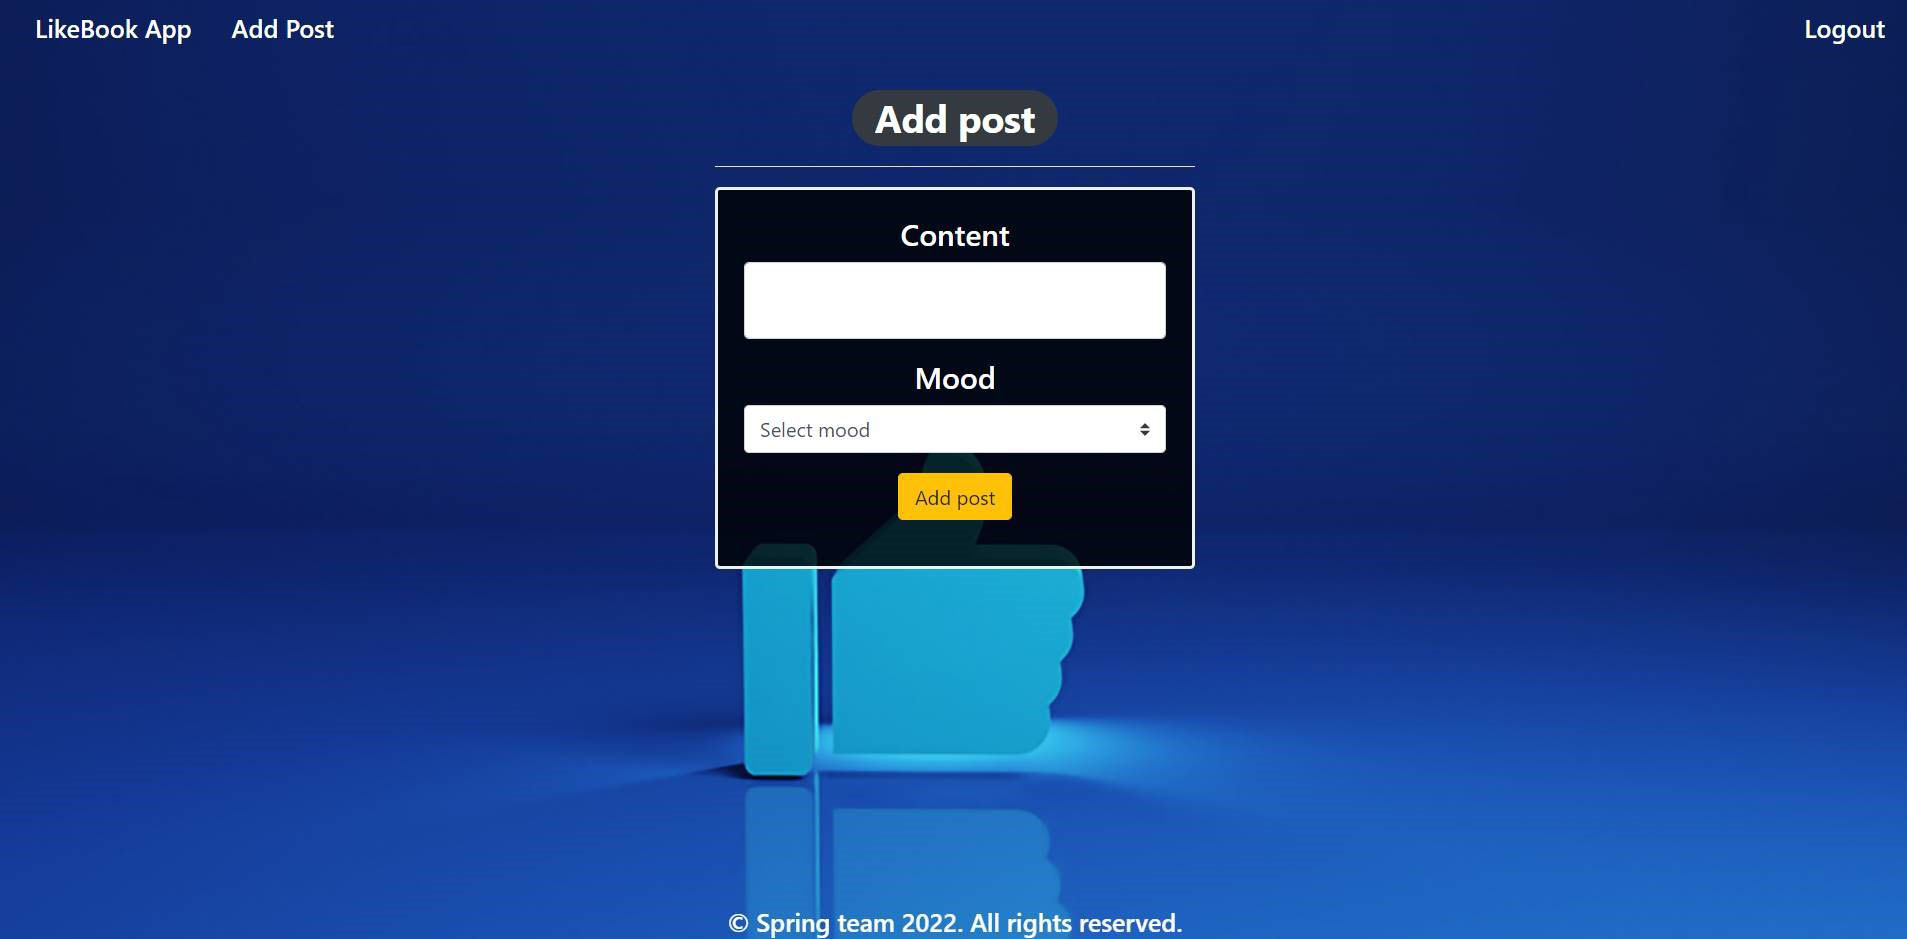 LikeBook App Add Post Logout
Add post
Content
Mood
Select mood
Add post
© Spring team 2022. All rights reserved.